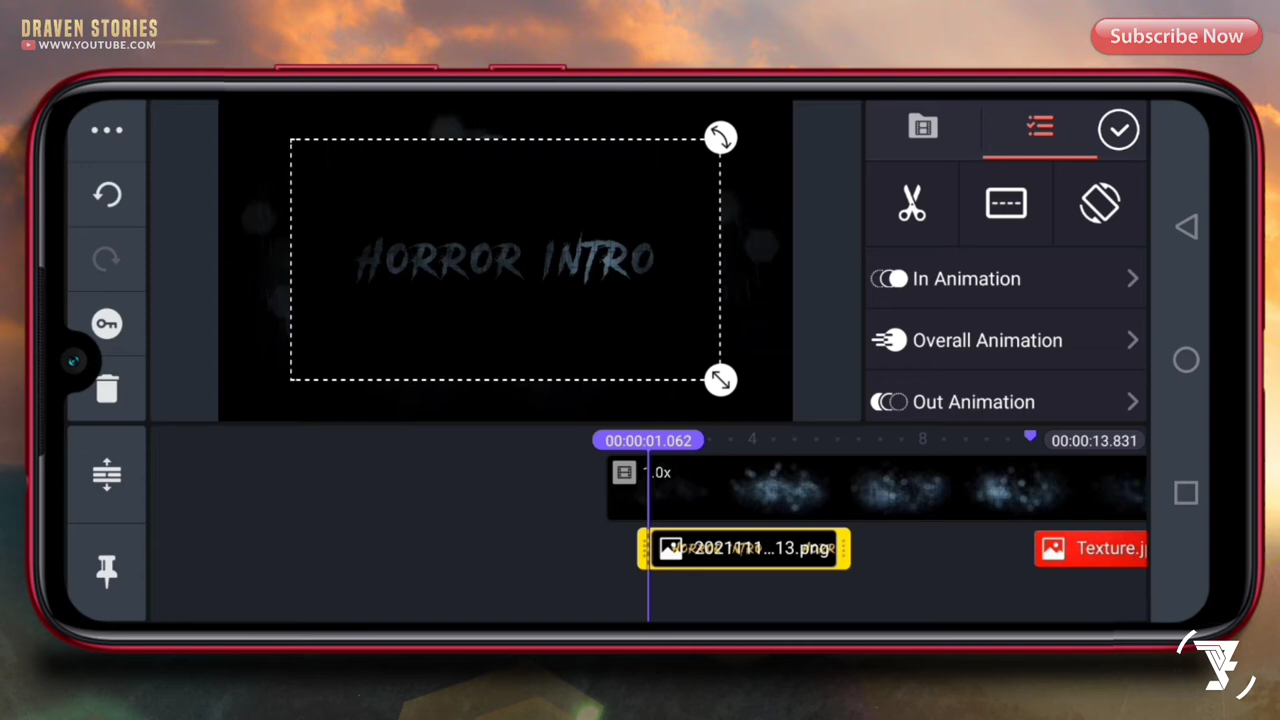 DRAVEN STORIES
WWW.YOUTUBE.COM
Subscribe Now
HORROR INTRO
In Animation
Overall Animation
Out Animation
00:00:01.062
4
8
00:00:13.831
.0x
2021111...13.png
Texture.j